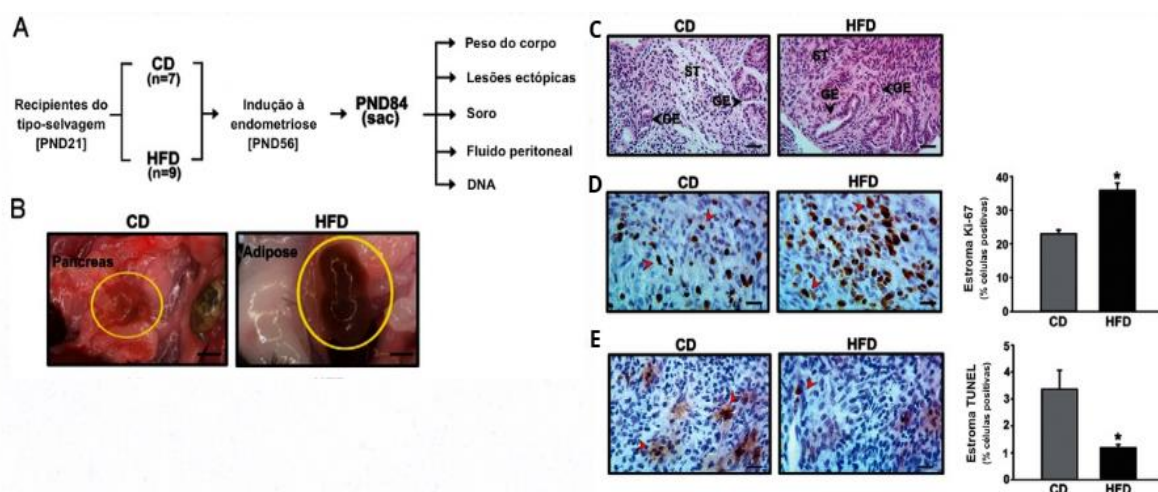 A
Recipientes do
tipo-selvagem
[PND21]
CD
(n=7)
HFD
(n=9)
Indução à
endometriose
[PND56]
PND84
(sac)
Peso do corpo
Lesões ectópicas
Soro
Fluido peritoneal
DNA
B
CD
HFD
Pancreas
Adipose
C
CD
HFD
ST
GE
GE
ST
GE
GE
D
CD
HFD
Estroma Ki-67
(% células positivas)
40
30
20
10
0
*
CD
HFD
E
CD
HFD
Estroma TUNEL
(% células positivas)
5
4
3
2
1
0
*
CD
HFD